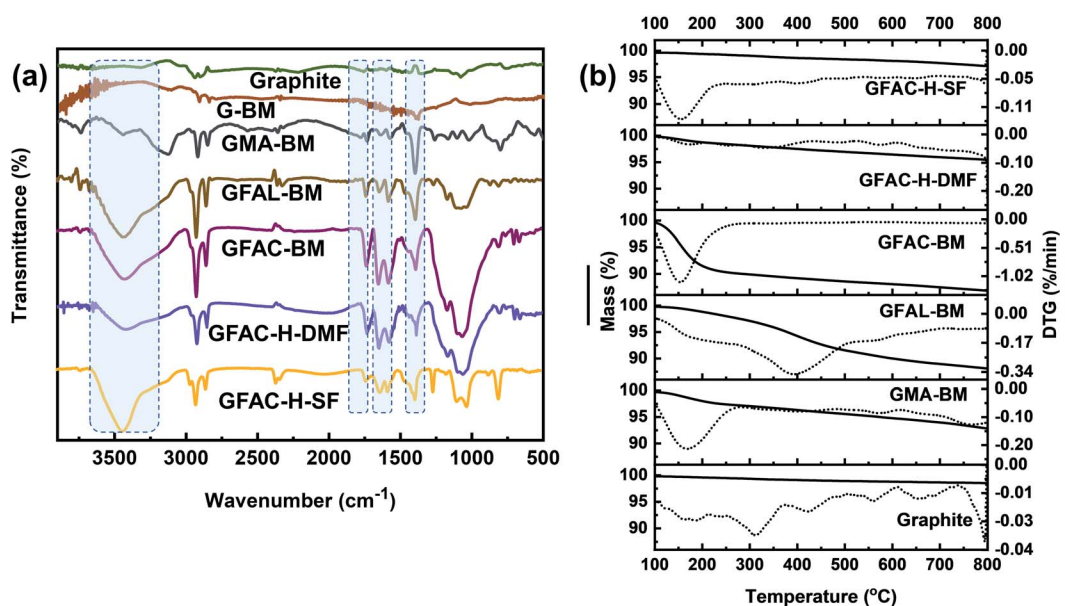 (a)
Graphite
G-BM
GMA-BM
GFAL-BM
GFAC-BM
GFAC-H-DMF
GFAC-H-SF
Transmittance (%)
3500 3000 2500 2000 1500 1000 500
Wavenumber (cm⁻¹)
(b)
100 200 300 400 500 600 700 800
100
95
90
GFAC-H-SF
0.00
-0.05
-0.11
100
95
90
GFAC-H-DMF
0.00
-0.10
-0.20
100
95
90
GFAC-BM
0.00
-0.51
-1.02
100
95
90
GFAL-BM
0.00
-0.17
-0.34
100
95
90
GMA-BM
0.00
-0.10
-0.20
100
95
90
Graphite
0.00
-0.01
-0.03
-0.04
Mass (%)
DTG (%/min)
100 200 300 400 500 600 700 800
Temperature (°C)